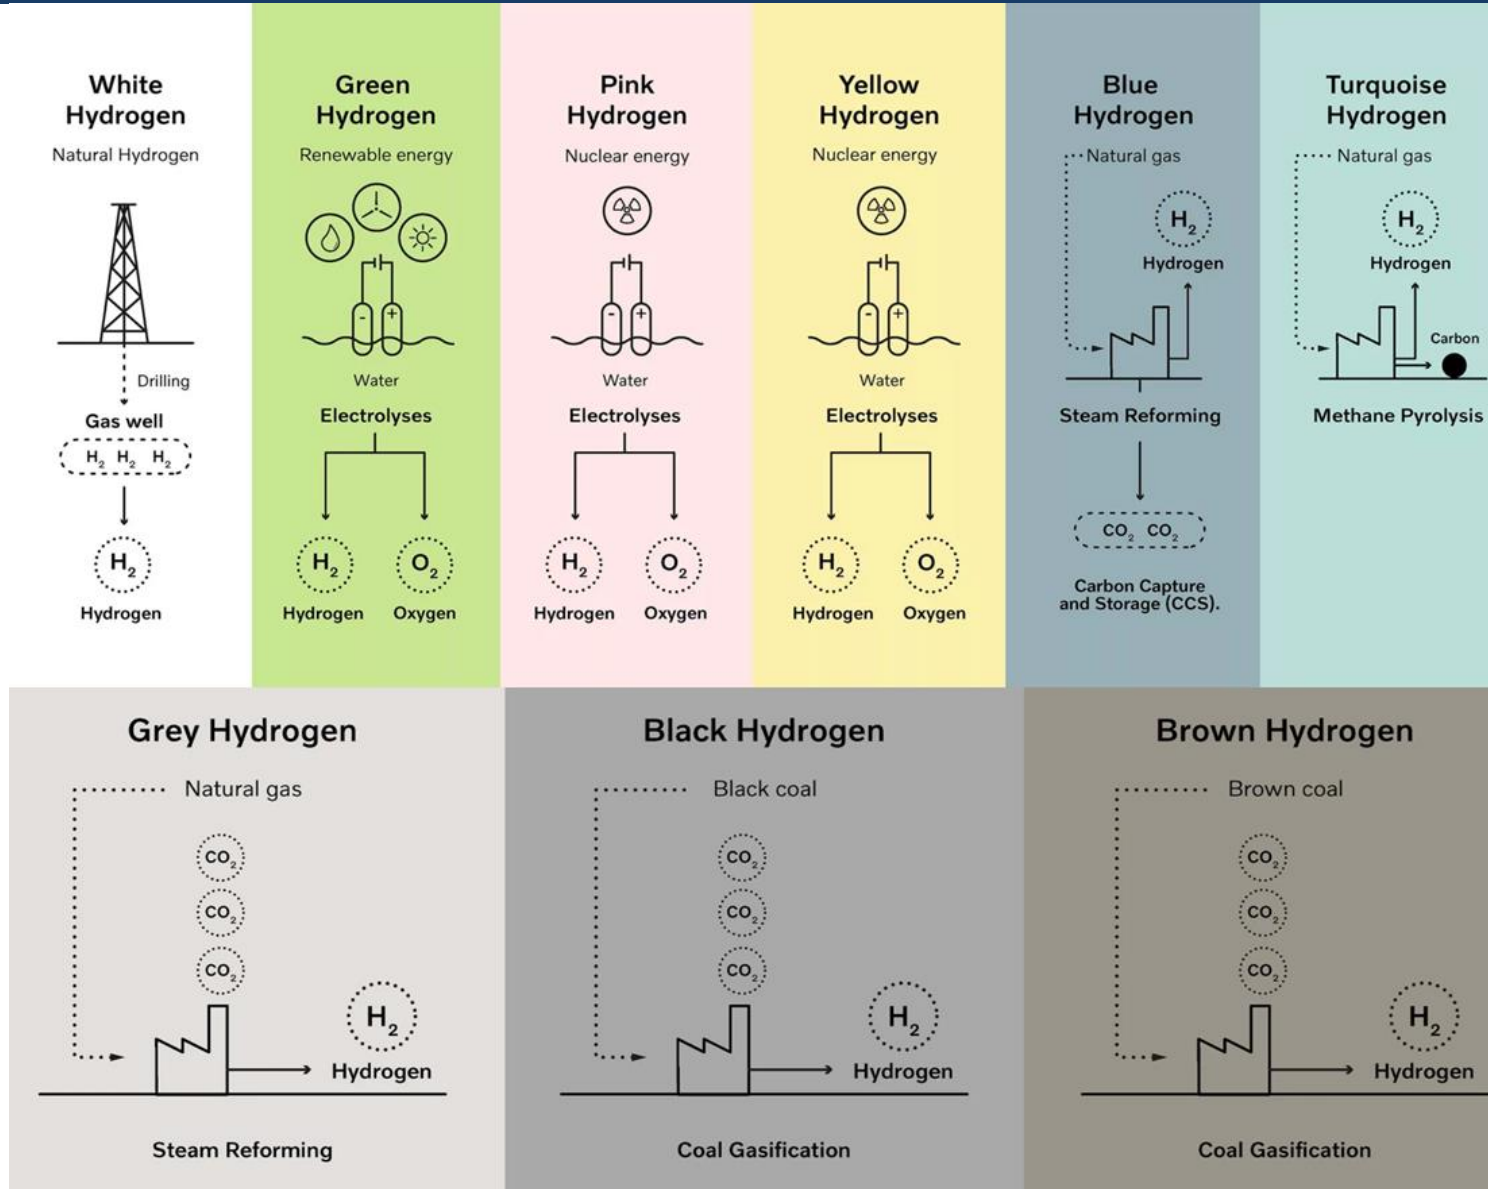 White
Hydrogen
Natural Hydrogen
Drilling
Gas well
H₂ H₂ H₂
H₂
Hydrogen
Green
Hydrogen
Renewable energy
-
+
Water
Electrolyses
H₂ O₂
Hydrogen Oxygen
Pink
Hydrogen
Nuclear energy
-
+
Water
Electrolyses
H₂ O₂
Hydrogen Oxygen
Yellow
Hydrogen
Nuclear energy
-
+
Water
Electrolyses
H₂ O₂
Hydrogen Oxygen
Blue
Hydrogen
Natural gas
H₂
Hydrogen
Steam Reforming
CO₂ CO₂
Carbon Capture
and Storage (CCS).
Turquoise
Hydrogen
Natural gas
H₂
Hydrogen
Carbon
Methane Pyrolysis
Grey Hydrogen
Natural gas
CO₂
CO₂
CO₂
H₂
Hydrogen
Steam Reforming
Black Hydrogen
Black coal
CO₂
CO₂
CO₂
H₂
Hydrogen
Coal Gasification
Brown Hydrogen
Brown coal
CO₂
CO₂
CO₂
H₂
Hydrogen
Coal Gasification